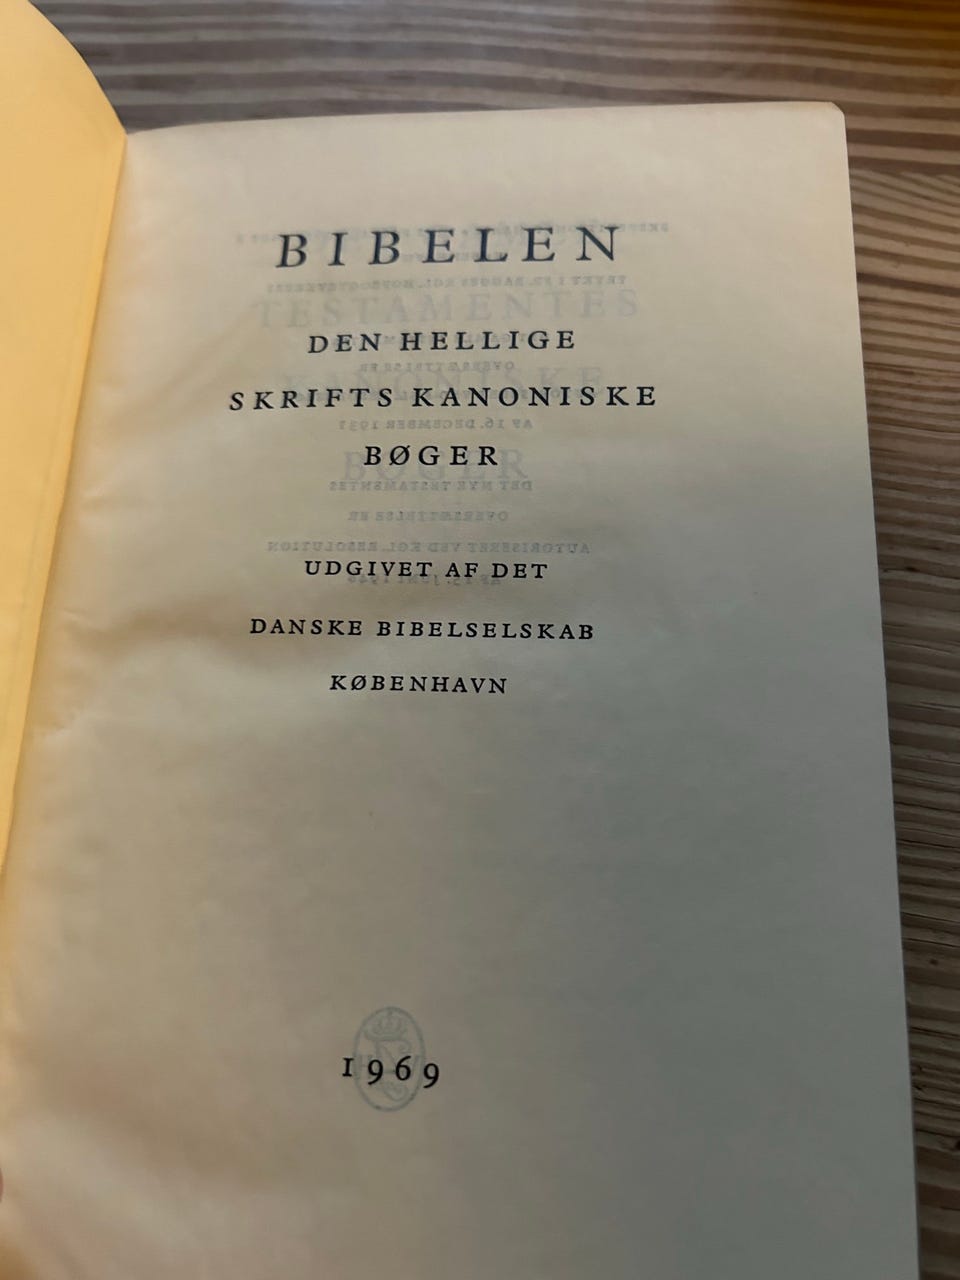 BIBELEN
DEN HELLIGE
SKRIFTS KANONISKE
BØGER
UDGIVET AF DET
DANSKE BIBELSELSKAB
KØBENHAVN
1969